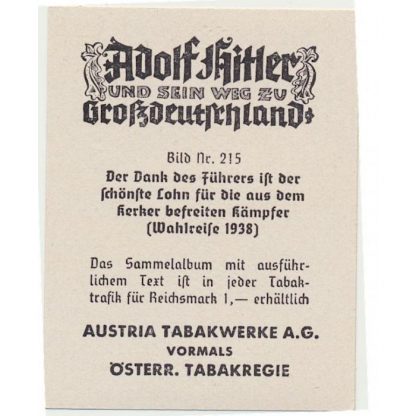 Adolf Hitler
UND SEIN WEG ZU
Großdeutschland
Bild Nr. 215
Der Dank des Führers ist der
schönste Lohn für die aus dem
Kerker befreiten Kämpfer
(Wahlreise 1938)
Das Sammelalbum mit ausführ-
lichem Text ist in jeder Tabak-
trafik für Reichsmark 1,— erhältlich
AUSTRIA TABAKWERKE A.G.
VORMALS
ÖSTERR. TABAKREGIE